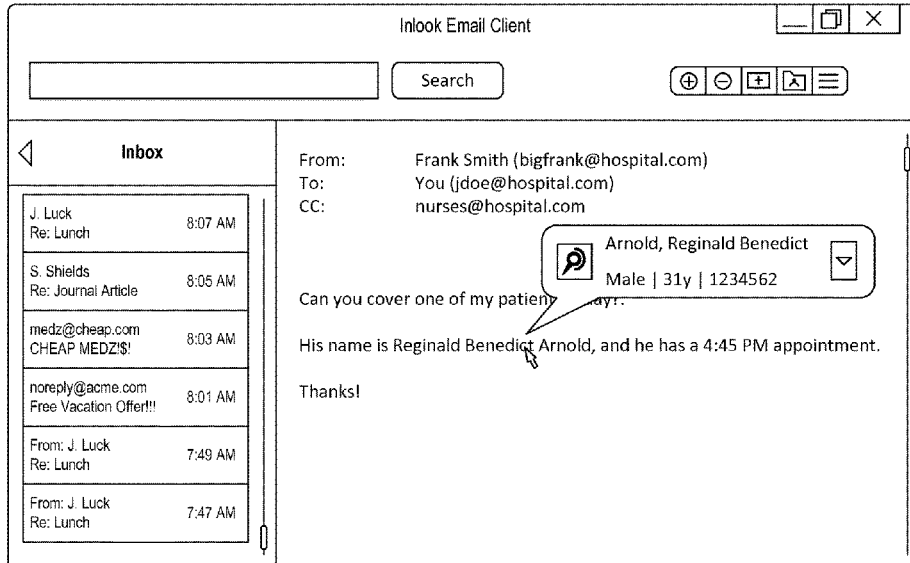 Inlook Email Client
Search
Inbox
J. Luck
Re: Lunch
8:07 AM
S. Shields
Re: Journal Article
8:05 AM
medz@cheap.com
CHEAP MEDZ!$!
8:03 AM
noreply@acme.com
Free Vacation Offer!!!
8:01 AM
From: J. Luck
Re: Lunch
7:49 AM
From: J. Luck
Re: Lunch
7:47 AM
From: Frank Smith (bigfrank@hospital.com)
To: You (jdoe@hospital.com)
CC: nurses@hospital.com
Arnold, Reginald Benedict
Male | 31y | 1234562
Can you cover one of my patien
His name is Reginald Benedict Arnold, and he has a 4:45 PM appointment.
Thanks!